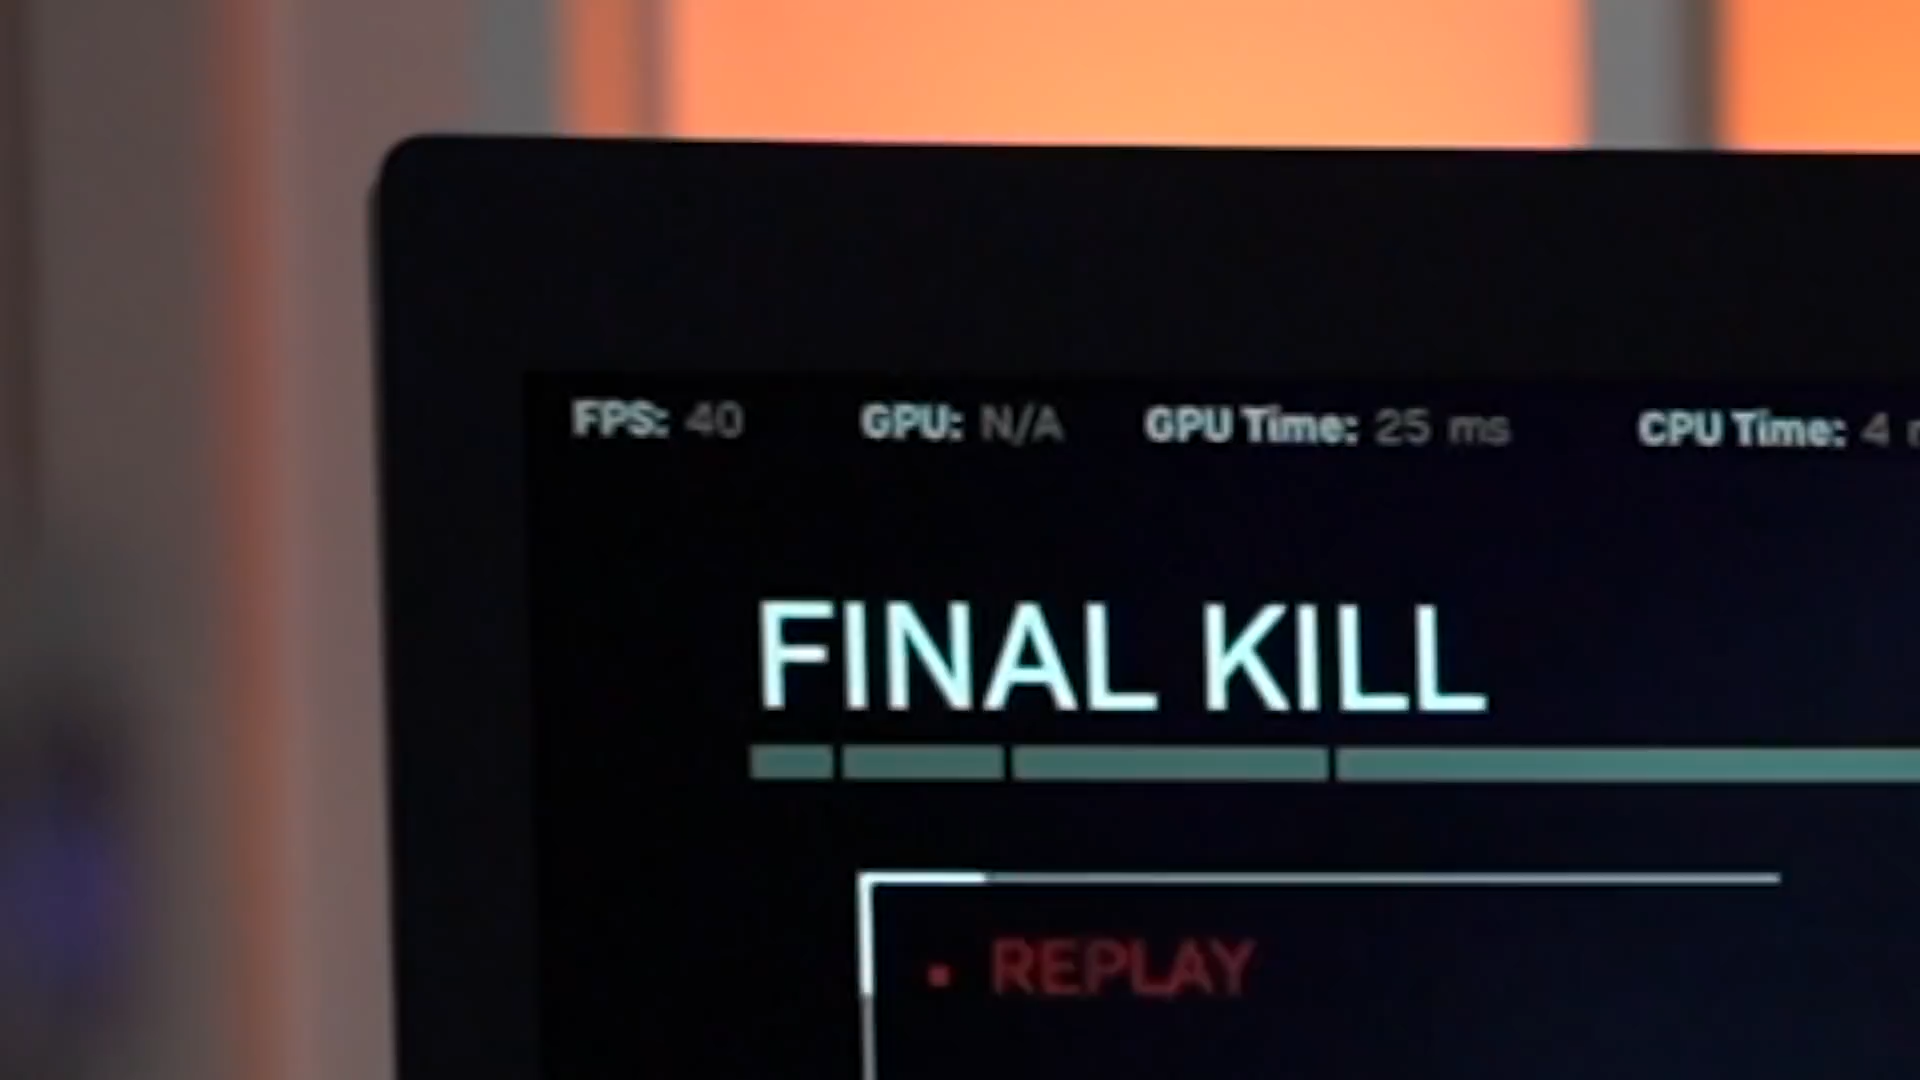 FPS: 40 GPU: N/A GPU Time: 25 ms CPU Time: 4
FINAL KILL
REPLAY